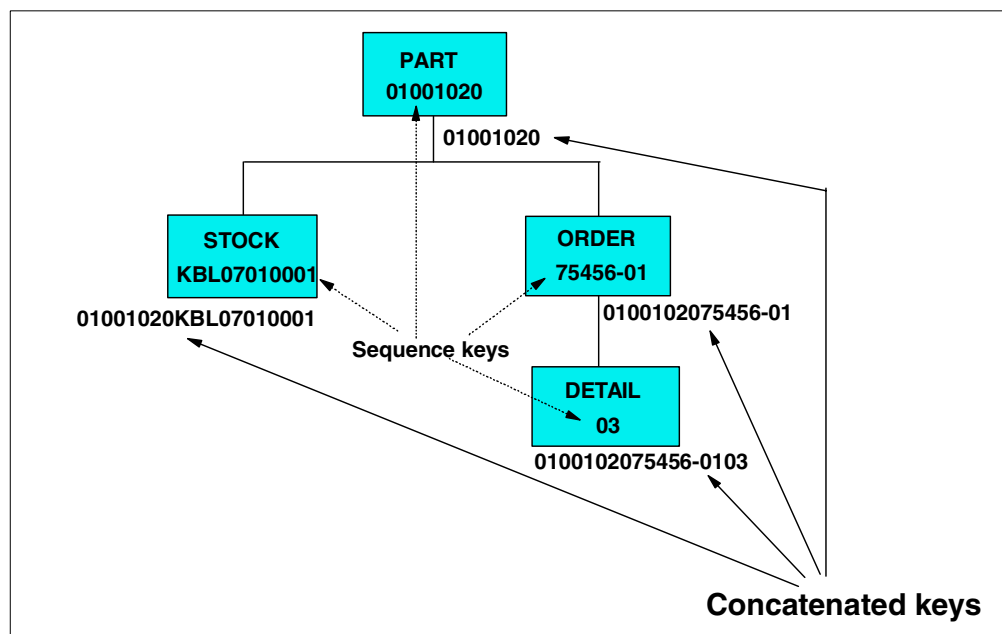 PART
01001020
01001020
STOCK
KBL07010001
01001020KBL07010001
ORDER
75456-01
0100102075456-01
Sequence keys
DETAIL
03
0100102075456-0103
Concatenated keys